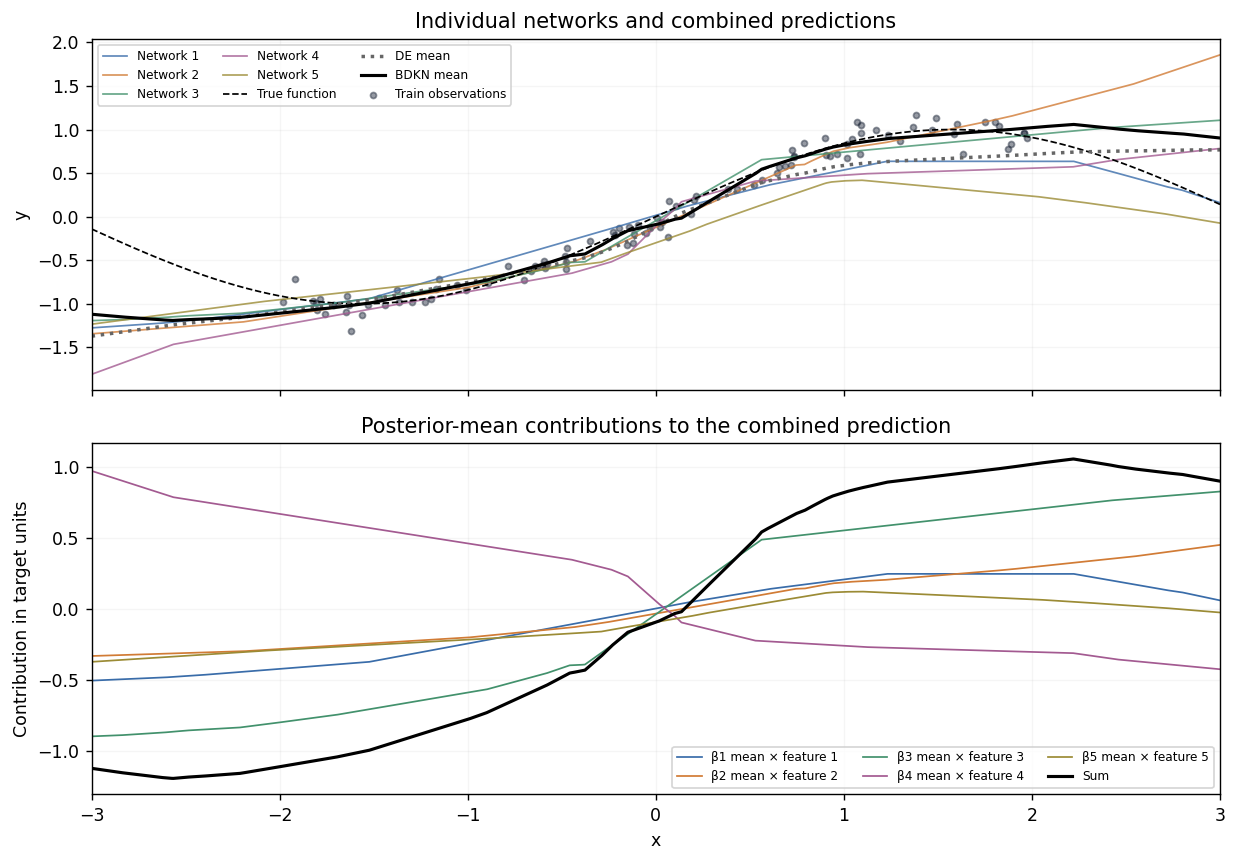 Individual networks and combined predictions
Network 1 Network 4 DE mean
Network 2 Network 5 BDKN mean
Network 3 True function Train observations
2.0
1.5
1.0
0.5
0.0
−0.5
−1.0
−1.5
y
Posterior-mean contributions to the combined prediction
1.0
0.5
0.0
−0.5
−1.0
Contribution in target units
β1 mean × feature 1 β3 mean × feature 3 β5 mean × feature 5
β2 mean × feature 2 β4 mean × feature 4 Sum
−3 −2 −1 0 1 2 3
x